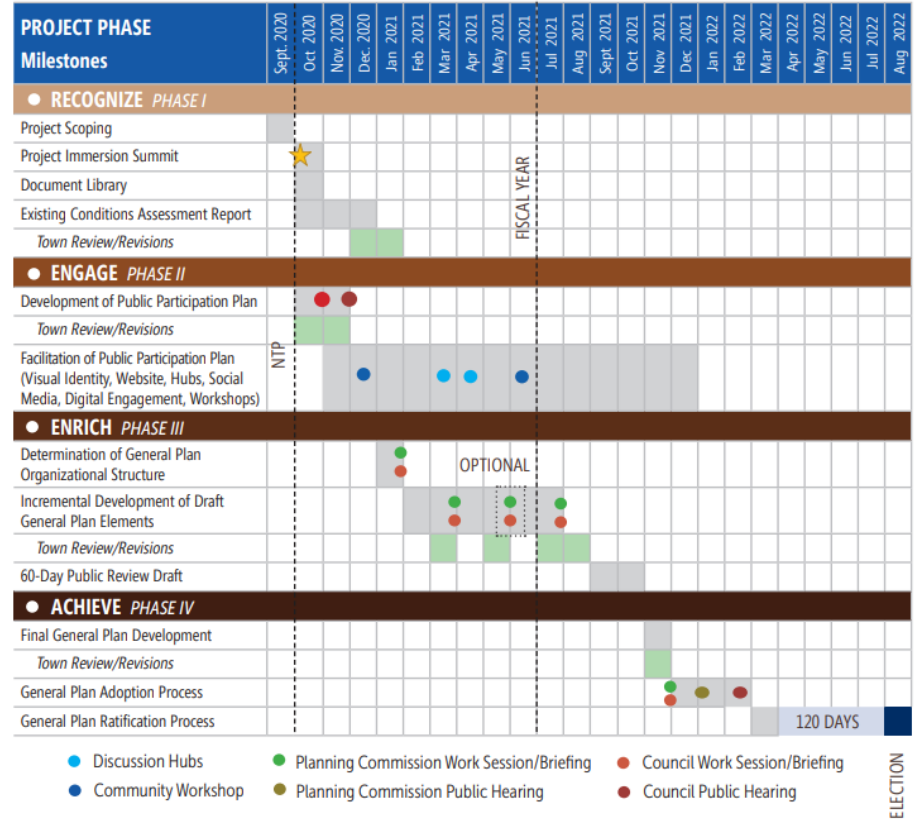 PROJECT PHASE
Milestones
Sept. 2020
Oct 2020
Nov. 2020
Dec. 2020
Jan 2021
Feb 2021
Mar 2021
Apr 2021
May 2021
Jun 2021
Jul 2021
Aug 2021
Sept 2021
Oct 2021
Nov 2021
Dec 2021
Jan 2022
Feb 2022
Mar 2022
Apr 2022
May 2022
Jun 2022
Jul 2022
Aug 2022
RECOGNIZE PHASE I
Project Scoping
Project Immersion Summit
Document Library
Existing Conditions Assessment Report
Town Review/Revisions
FISCAL YEAR
ENGAGE PHASE II
Development of Public Participation Plan
Town Review/Revisions
Facilitation of Public Participation Plan
(Visual Identity, Website, Hubs, Social
Media, Digital Engagement, Workshops)
NTP
ENRICH PHASE III
Determination of General Plan
Organizational Structure
OPTIONAL
Incremental Development of Draft
General Plan Elements
Town Review/Revisions
60-Day Public Review Draft
ACHIEVE PHASE IV
Final General Plan Development
Town Review/Revisions
General Plan Adoption Process
General Plan Ratification Process
120 DAYS
ELECTION
Discussion Hubs
Planning Commission Work Session/Briefing
Council Work Session/Briefing
Community Workshop
Planning Commission Public Hearing
Council Public Hearing